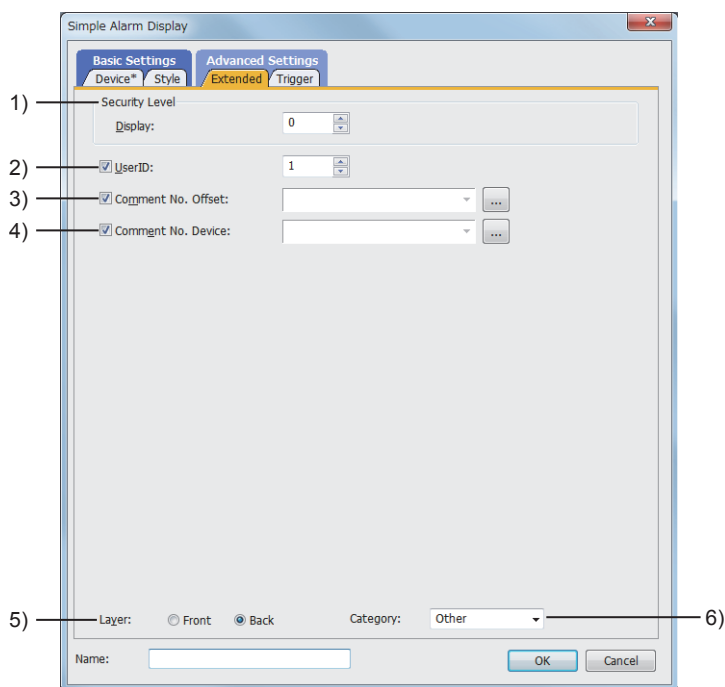 Simple Alarm Display
x
Basic Settings Advanced Settings
Device* Style Extended Trigger
1) Security Level
Display: 0
2) UserID: 1
3) Comment No. Offset: ...
4) Comment No. Device: ...
5) Layer: Front Back Category: Other 6)
Name: OK Cancel